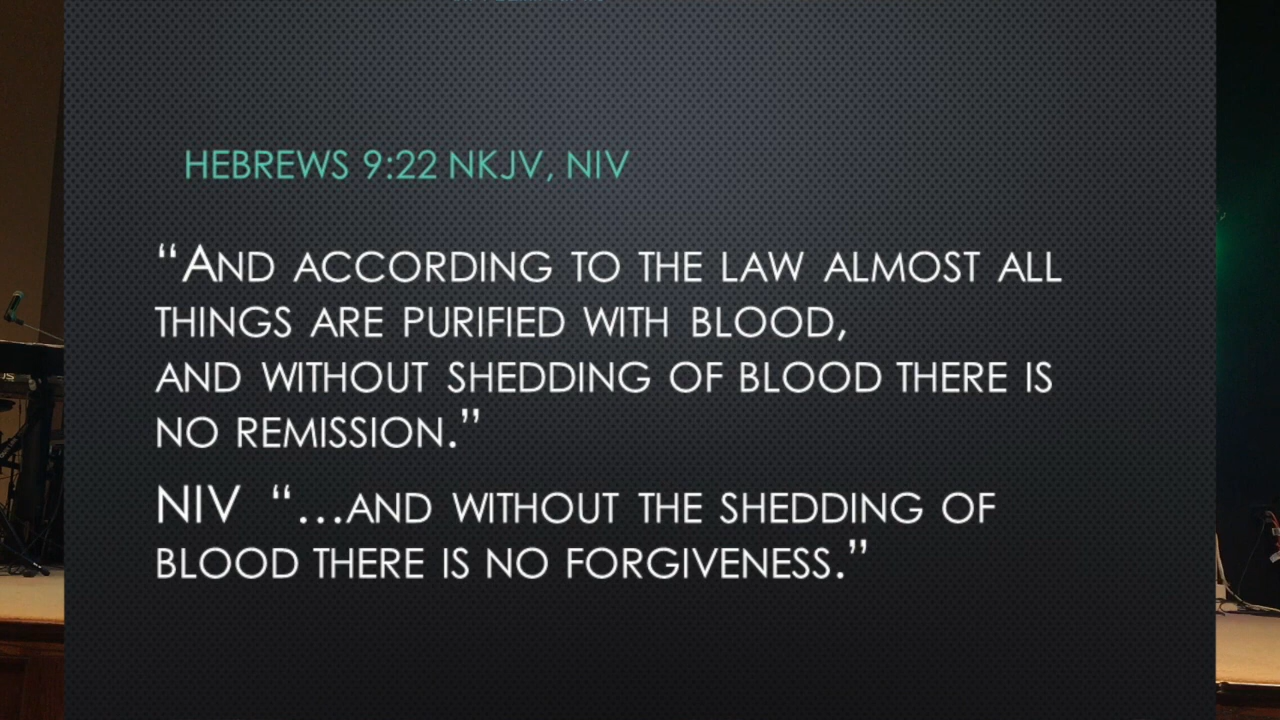 HEBREWS 9:22 NKJV, NIV
“AND ACCORDING TO THE LAW ALMOST ALL
THINGS ARE PURIFIED WITH BLOOD,
AND WITHOUT SHEDDING OF BLOOD THERE IS
NO REMISSION.”
NIV “…AND WITHOUT THE SHEDDING OF
BLOOD THERE IS NO FORGIVENESS.”